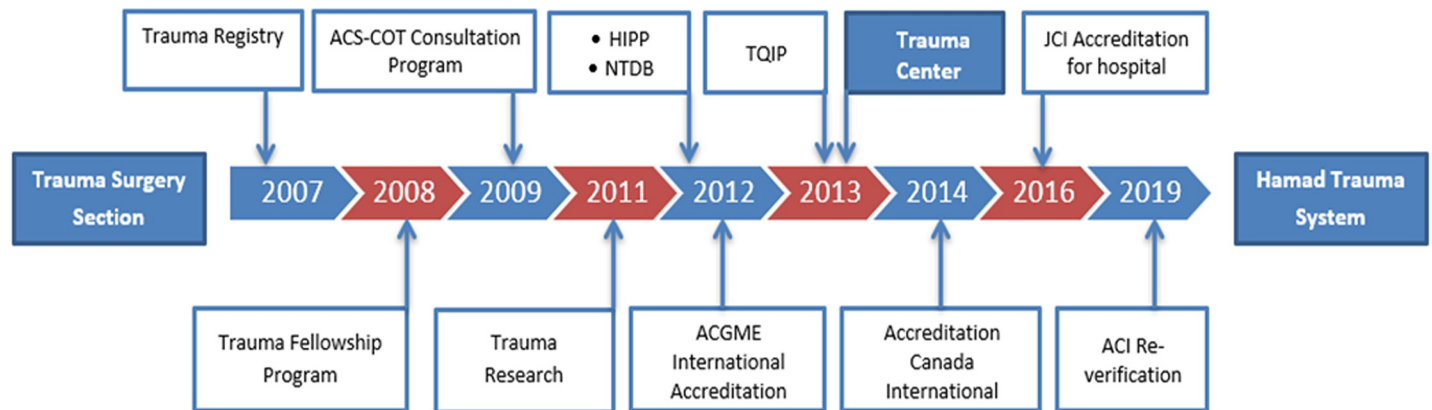 Trauma Registry
ACS-COT Consultation
Program
• HIPP
• NTDB
TQIP
Trauma
Center
JCI Accreditation
for hospital
Trauma Surgery
Section
2007
2008
2009
2011
2012
2013
2014
2016
2019
Hamad Trauma
System
Trauma Fellowship
Program
Trauma
Research
ACGME
International
Accreditation
Accreditation
Canada
International
ACI Re-
verification